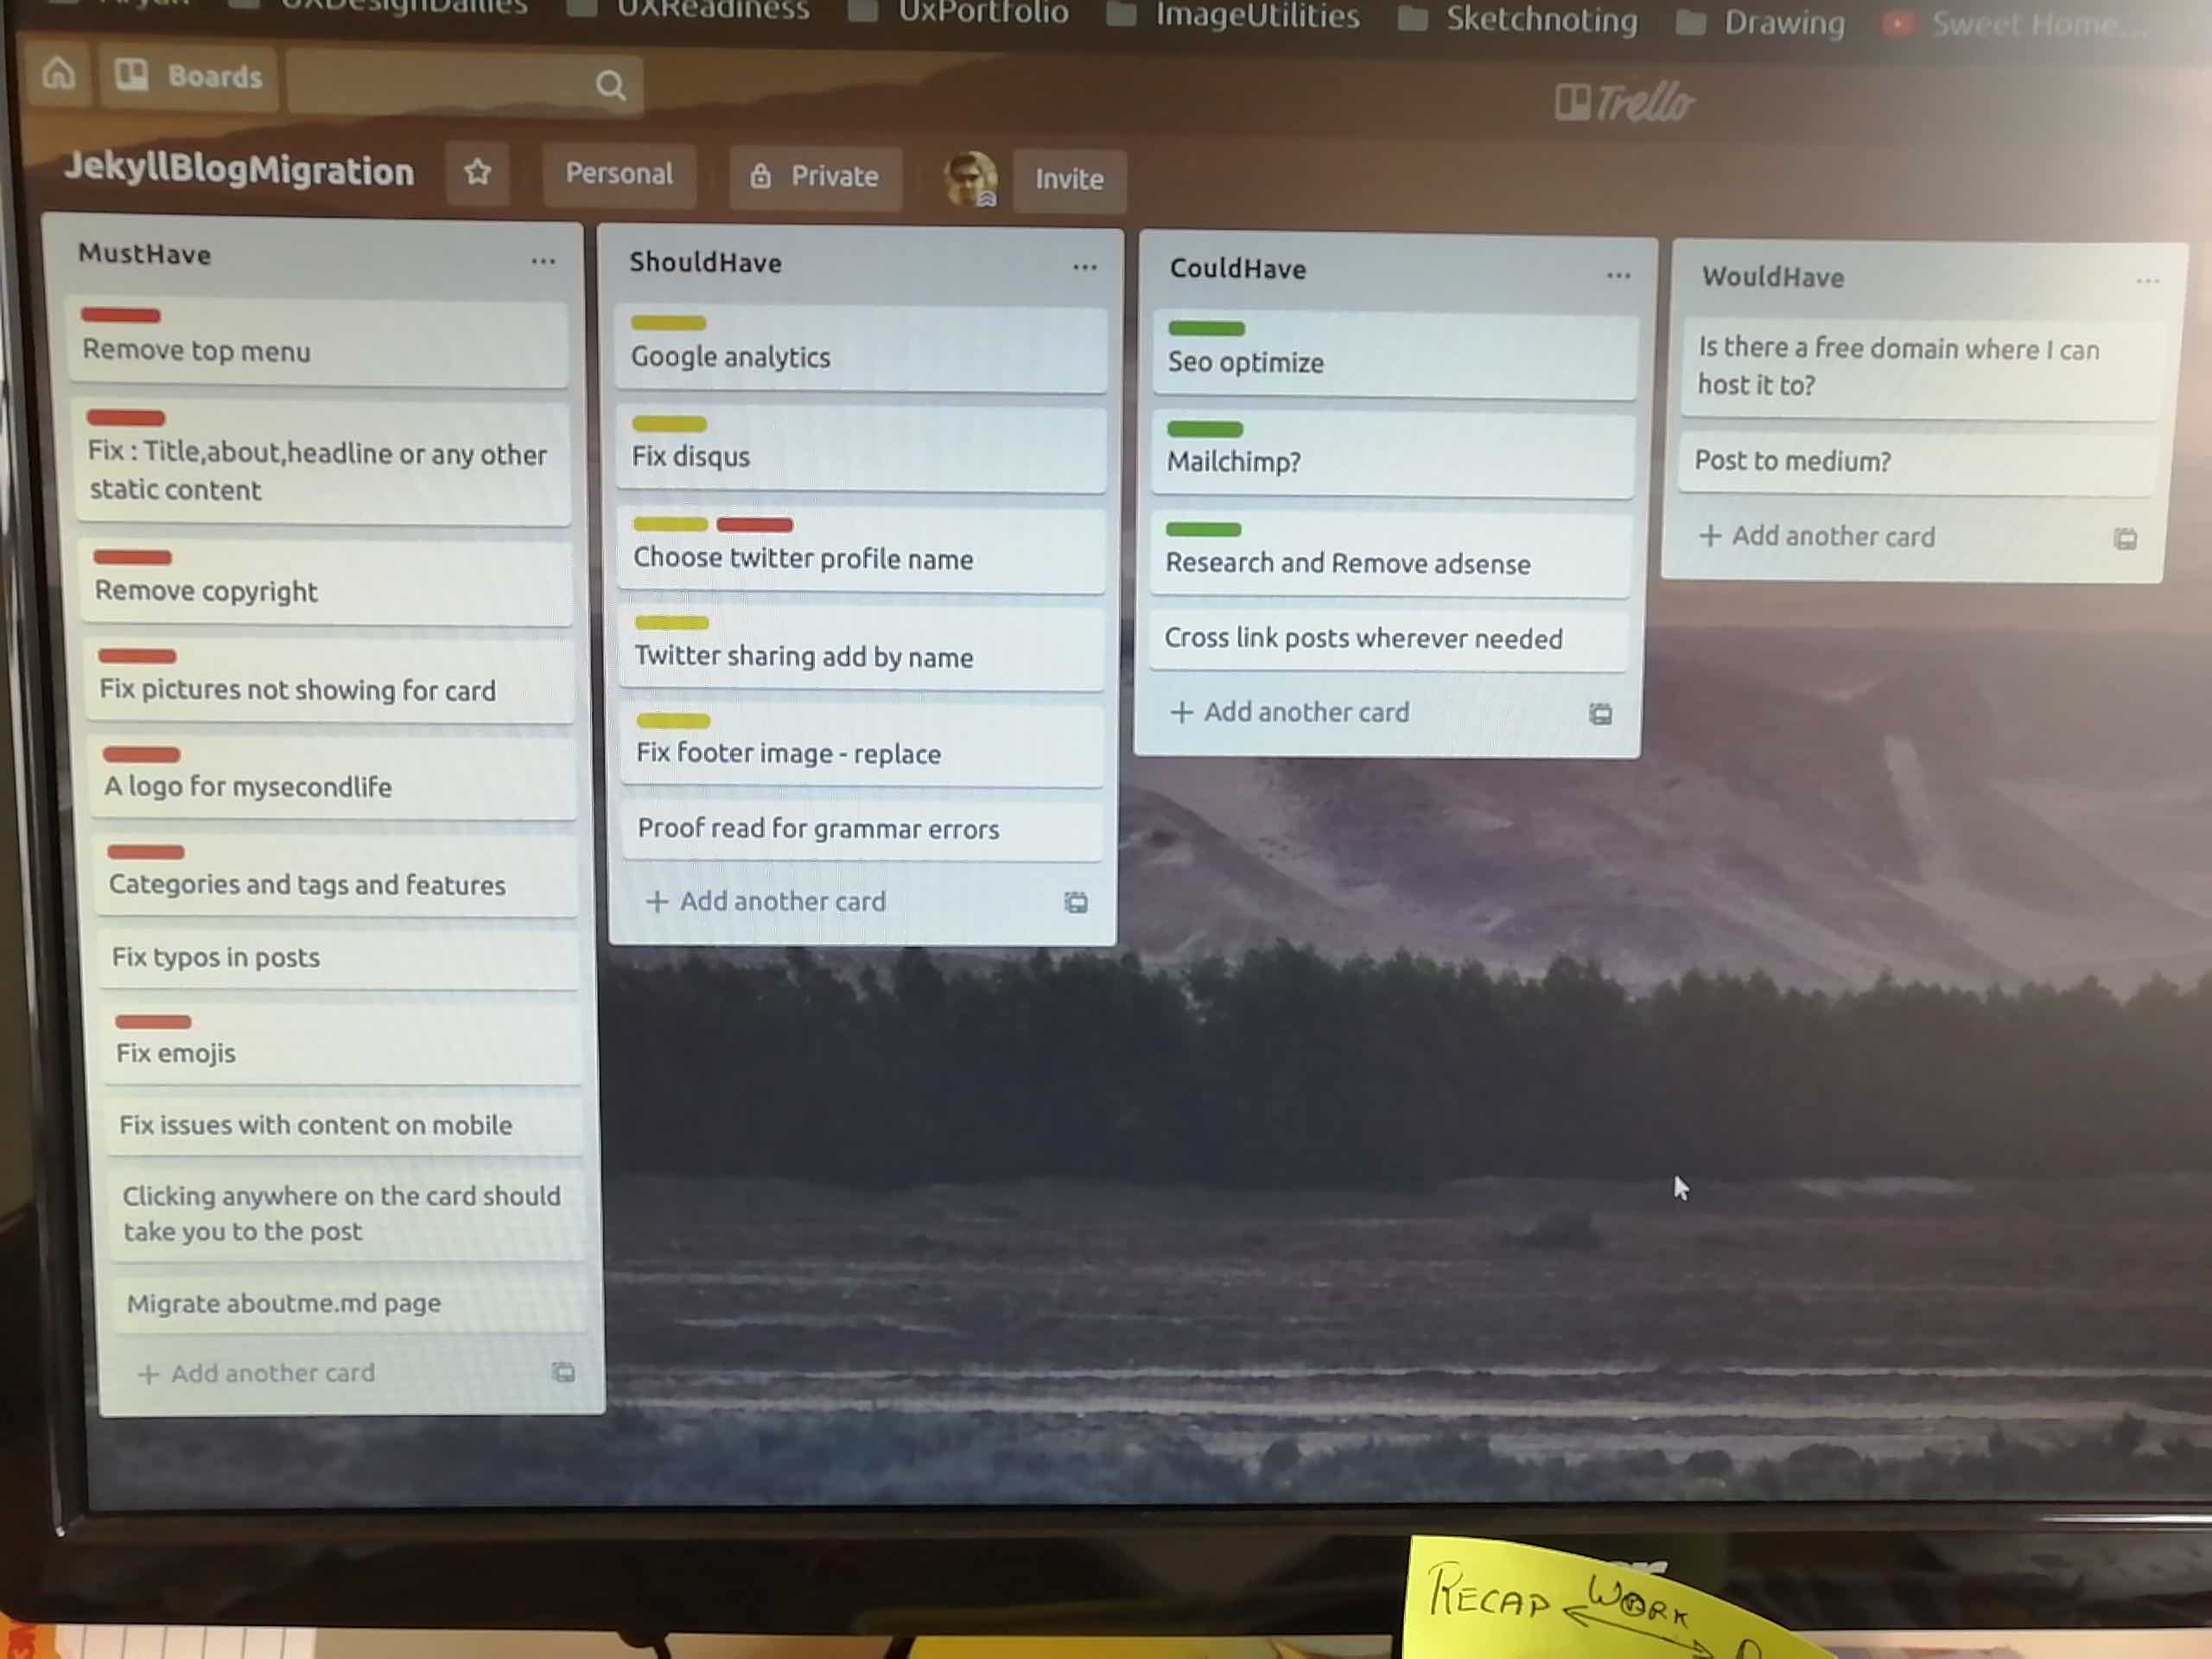 UXReadiness
UxPortfolio
ImageUtilities
Sketchnoting
Drawing
Sweet Home...
Boards
Trello
JekyllBlogMigration
Personal
Private
Invite
MustHave
Remove top menu
Fix : Title,about,headline or any other
static content
Remove copyright
Fix pictures not showing for card
A logo for mysecondlife
Categories and tags and features
Fix typos in posts
Fix emojis
Fix issues with content on mobile
Clicking anywhere on the card should
take you to the post
Migrate aboutme.md page
+ Add another card
ShouldHave
Google analytics
Fix disqus
Choose twitter profile name
Twitter sharing add by name
Fix footer image - replace
Proof read for grammar errors
+ Add another card
CouldHave
Seo optimize
Mailchimp?
Research and Remove adsense
Cross link posts wherever needed
+ Add another card
WouldHave
Is there a free domain where I can
host it to?
Post to medium?
+ Add another card
RECAP WORK